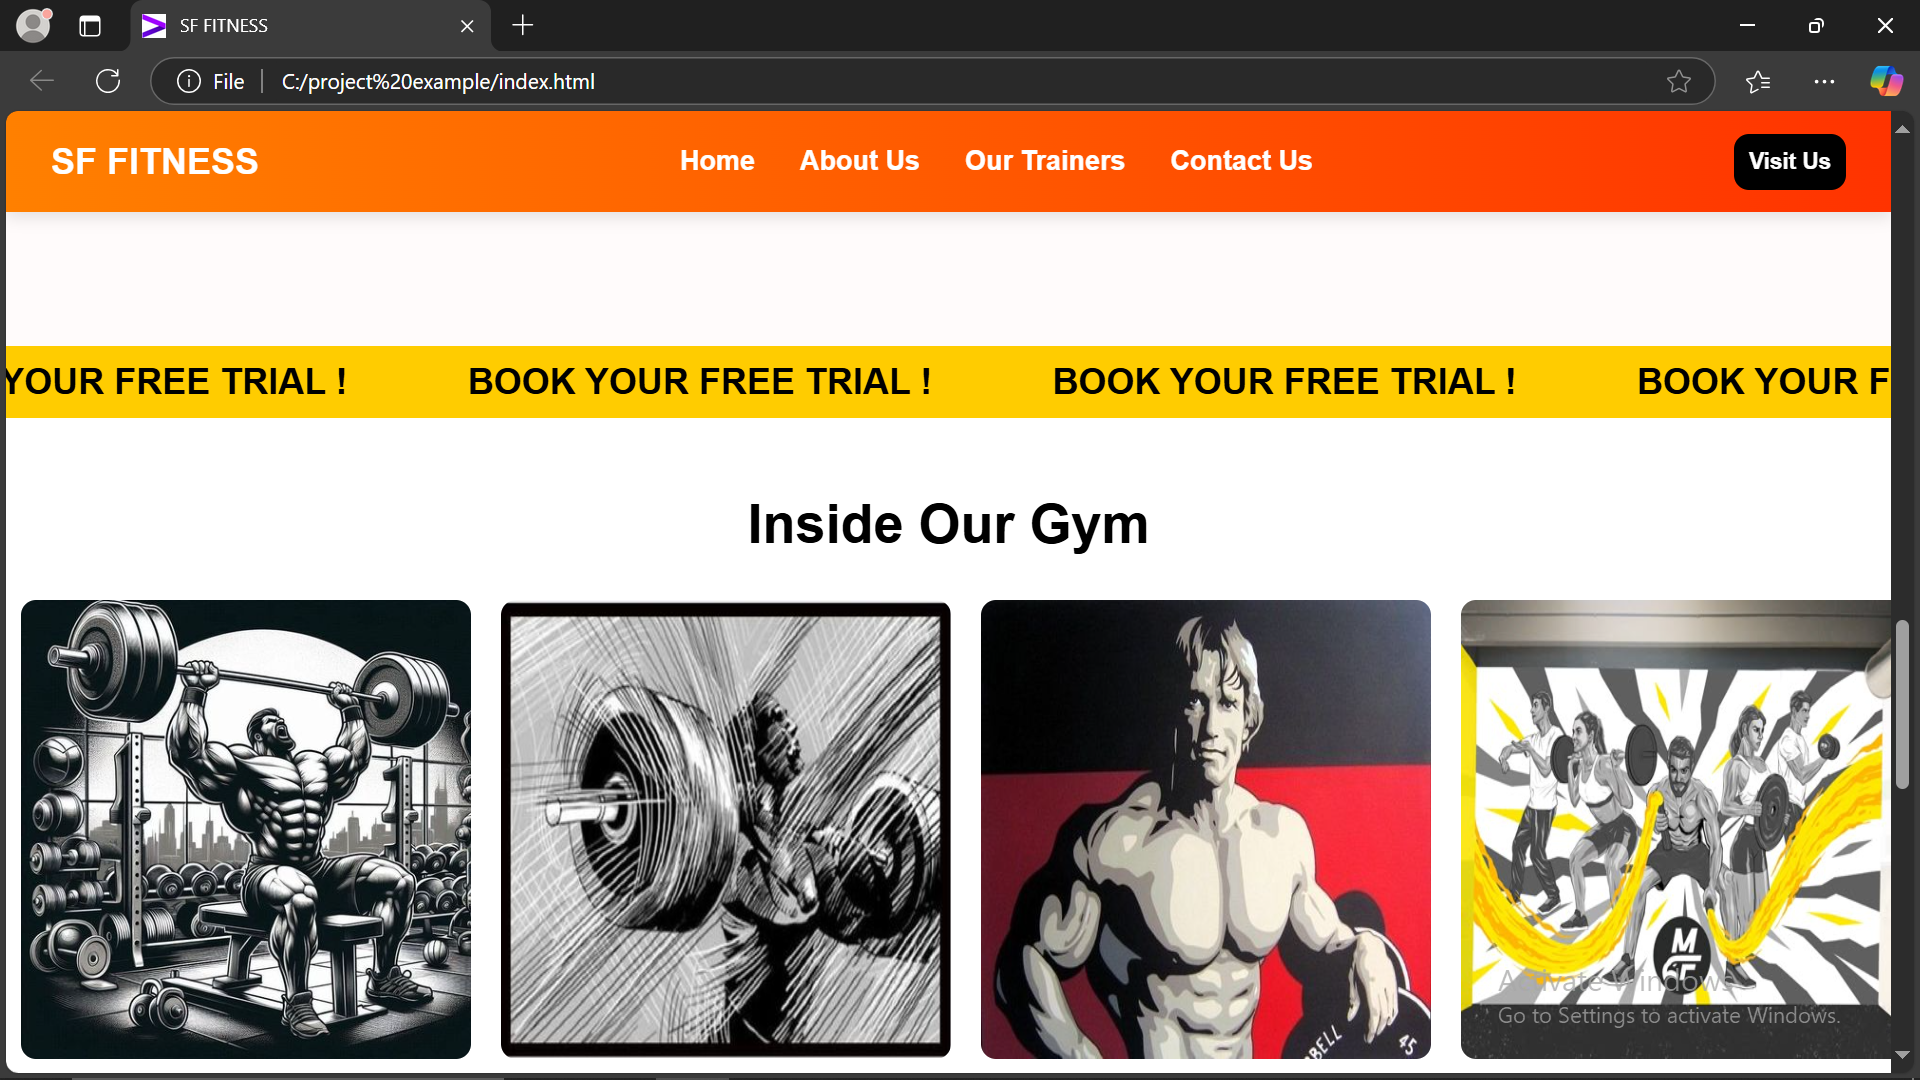 SF FITNESS
File
C:/project%20example/index.html
SF FITNESS
Home
About Us
Our Trainers
Contact Us
Visit Us
YOUR FREE TRIAL !
BOOK YOUR FREE TRIAL !
BOOK YOUR FREE TRIAL !
BOOK YOUR F
Inside Our Gym
BELL
45
Activate Windows
Go to Settings to activate Windows.